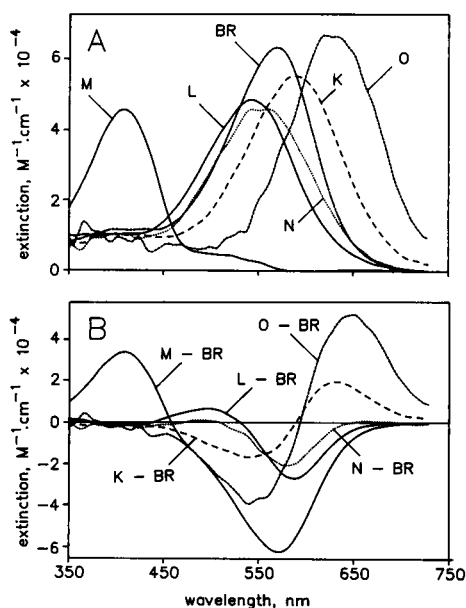 A
BR
M
L
K
O
N
6
4
2
0
extinction, M⁻¹.cm⁻¹ x 10⁻⁴
B
O – BR
M – BR
L – BR
K – BR
N – BR
4
2
0
-2
-4
-6
extinction, M⁻¹.cm⁻¹ x 10⁻⁴
350 450 550 650 750
wavelength, nm